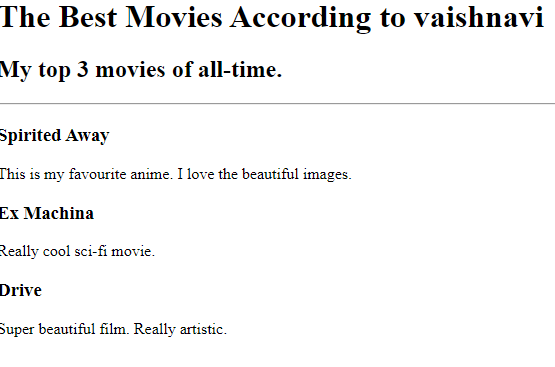 The Best Movies According to vaishnavi
My top 3 movies of all-time.
Spirited Away
This is my favourite anime. I love the beautiful images.
Ex Machina
Really cool sci-fi movie.
Drive
Super beautiful film. Really artistic.